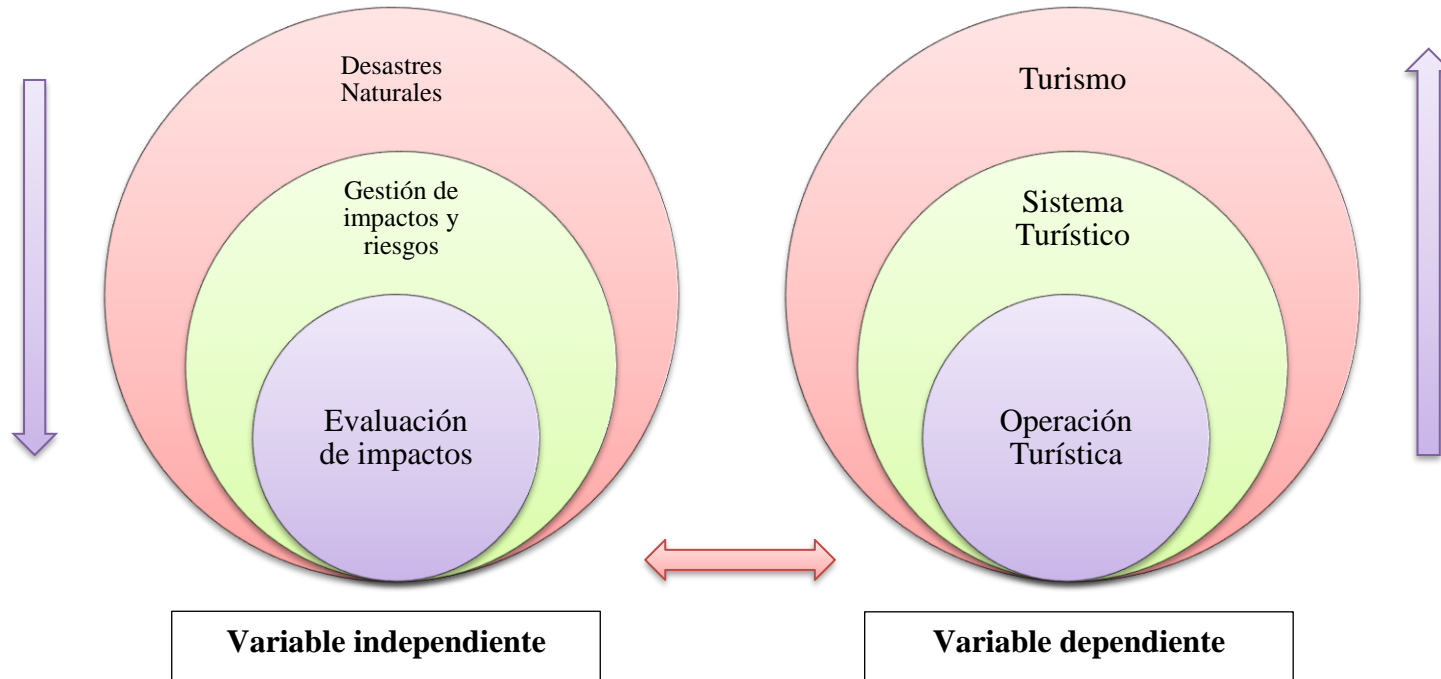 Desastres
Naturales
Gestión de
impactos y
riesgos
Evaluación
de impactos
Variable independiente
Turismo
Sistema
Turístico
Operación
Turística
Variable dependiente